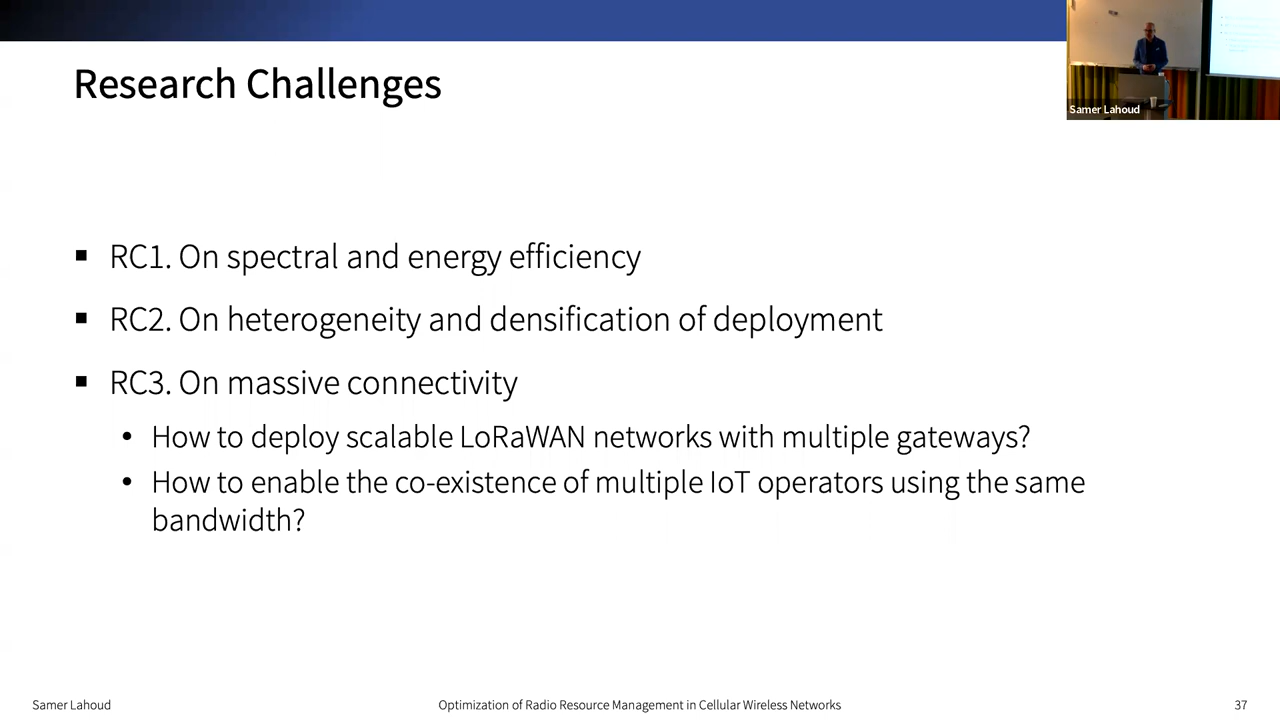 Research Challenges
Samer Lahoud
▪ RC1. On spectral and energy efficiency
▪ RC2. On heterogeneity and densification of deployment
▪ RC3. On massive connectivity
• How to deploy scalable LoRaWAN networks with multiple gateways?
• How to enable the co-existence of multiple IoT operators using the same
bandwidth?
Samer Lahoud
Optimization of Radio Resource Management in Cellular Wireless Networks
37